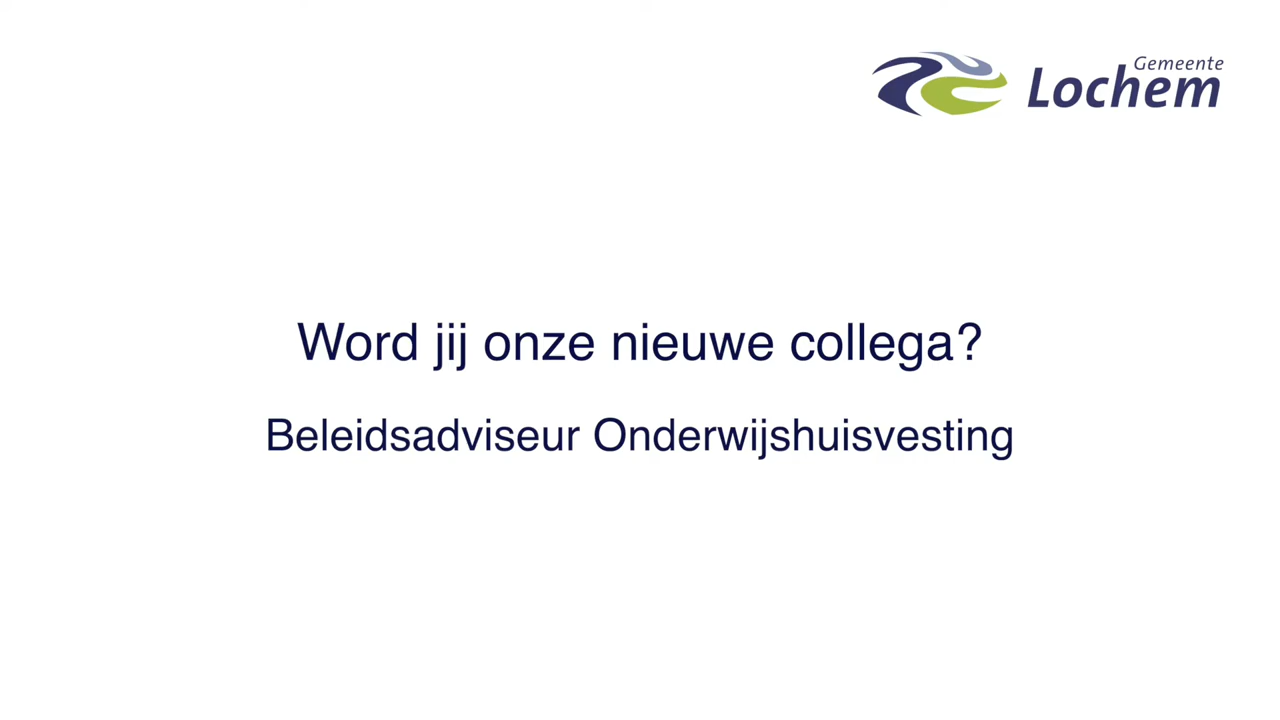 Gemeente
Lochem
Word jij onze nieuwe collega?
Beleidsadviseur Onderwijshuisvesting